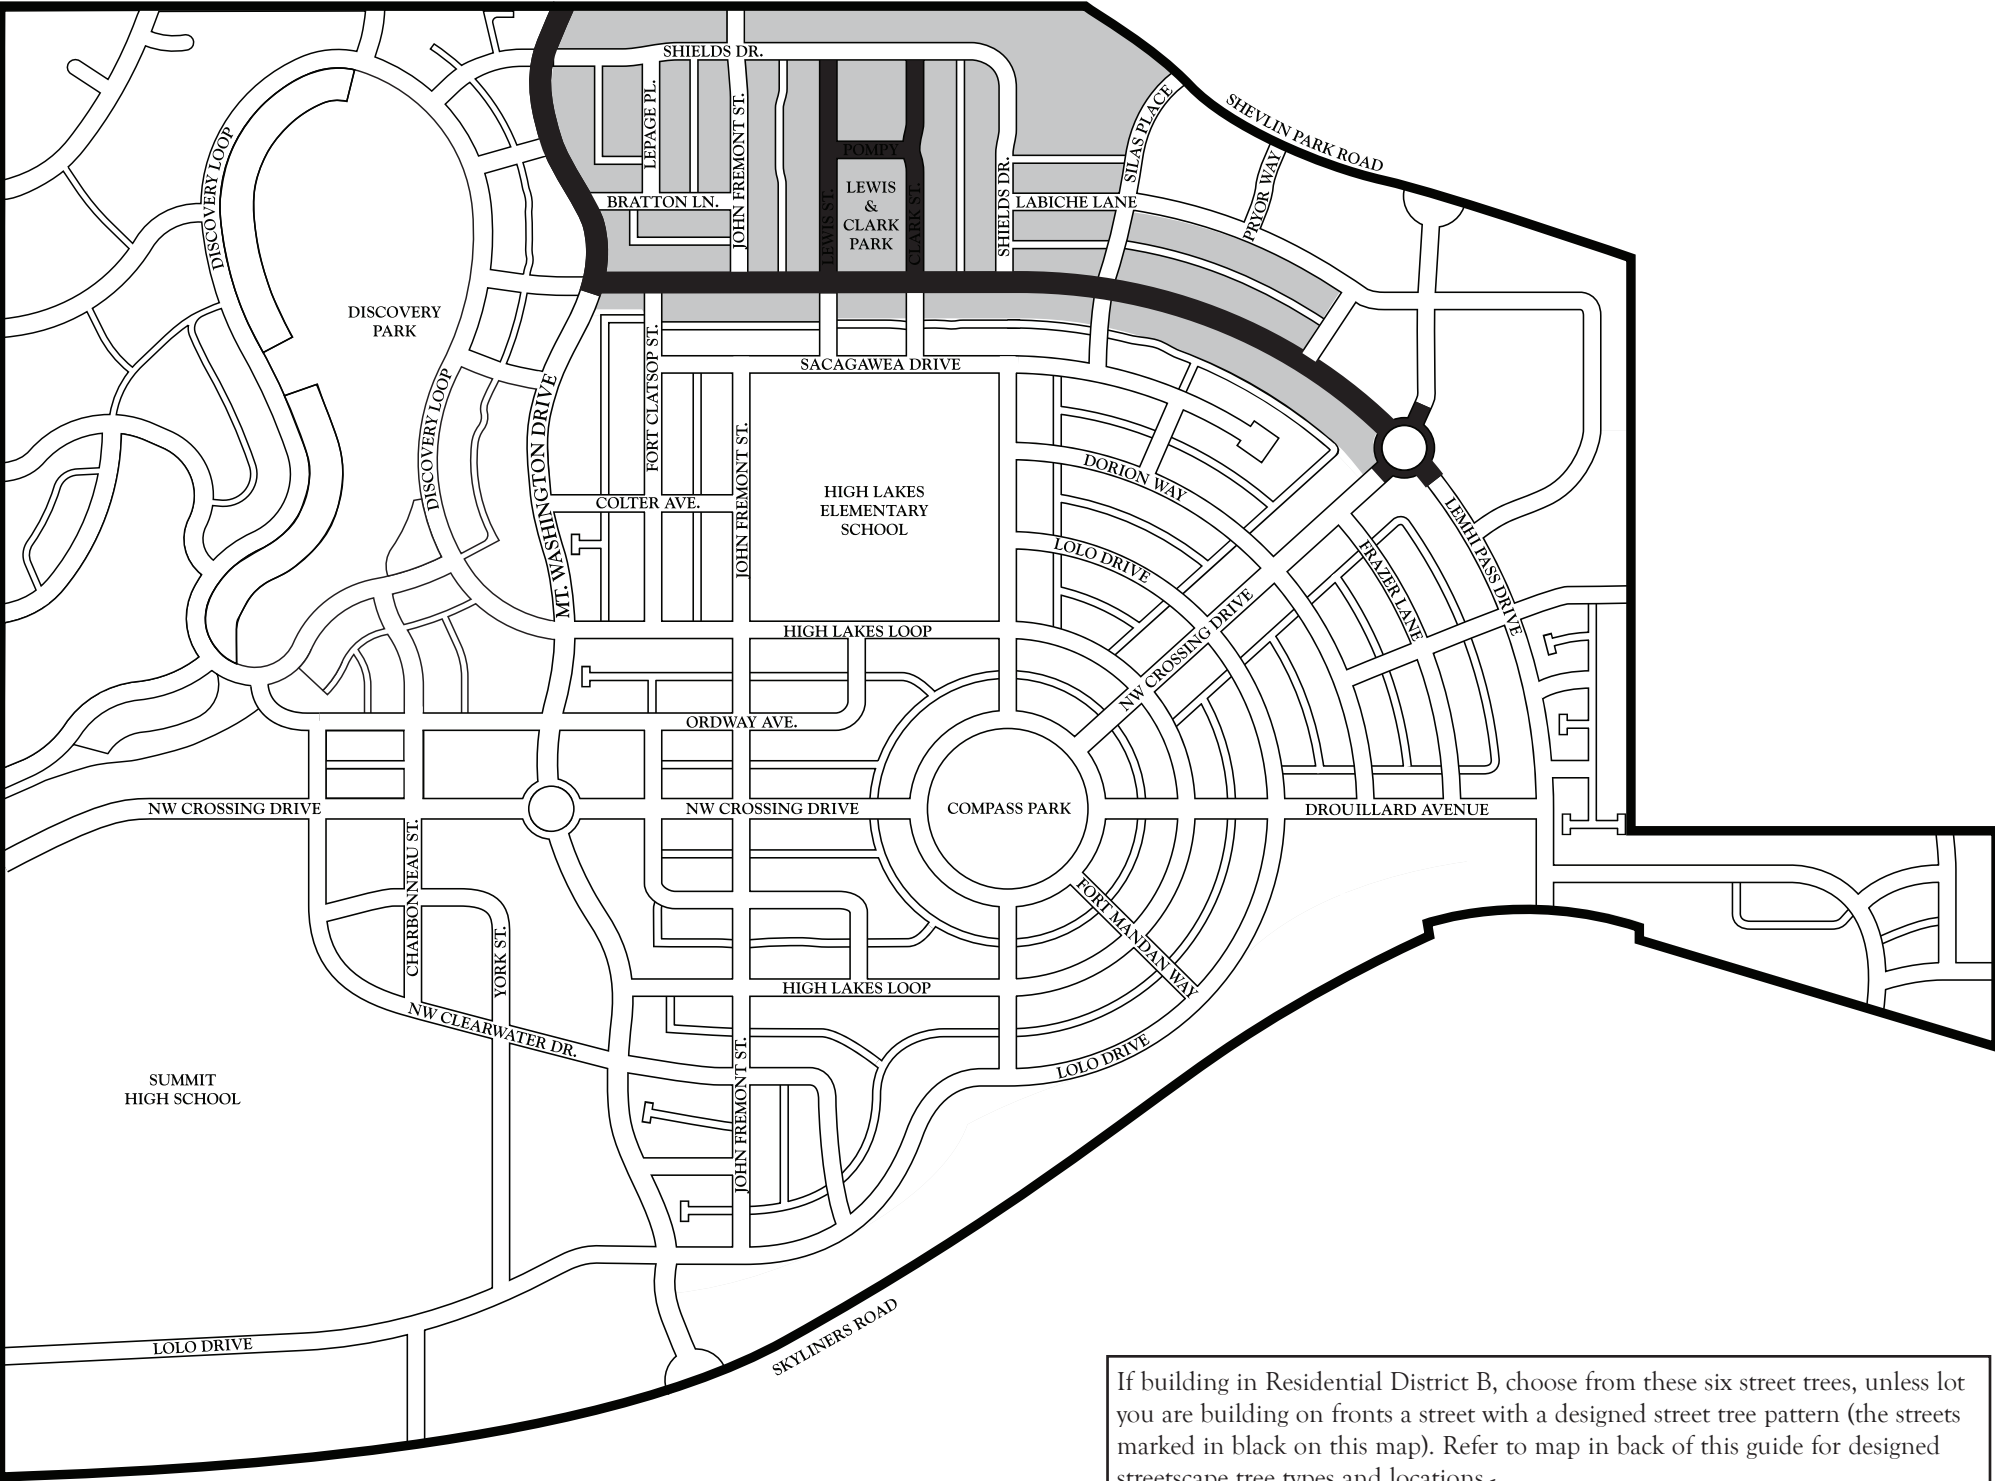 SHIELDS DR.
SHEVLIN PARK ROAD
LEPAGE PL.
JOHN FREMONT ST.
SILAS PLACE
DISCOVERY LOOP
POMPY
LEWIS ST.
LEWIS
&
CLARK
PARK
CLARK ST.
SHIELDS DR.
PRYOR WAY
BRATTON LN.
LABICHE LANE
DISCOVERY
PARK
FORT CLATSOP ST.
SACAGAWEA DRIVE
DISCOVERY LOOP
MT. WASHINGTON DRIVE
JOHN FREMONT ST.
HIGH LAKES
ELEMENTARY
SCHOOL
DORION WAY
COLTER AVE.
LEMHI PASS DRIVE
LOLO DRIVE
FRAZER LANE
HIGH LAKES LOOP
NW CROSSING DRIVE
ORDWAY AVE.
NW CROSSING DRIVE
NW CROSSING DRIVE
COMPASS PARK
DROUILLARD AVENUE
CHARBONNEAU ST.
FORT MANDAN WAY
YORK ST.
HIGH LAKES LOOP
NW CLEARWATER DR.
JOHN FREMONT ST.
LOLO DRIVE
SUMMIT
HIGH SCHOOL
SKYLINERS ROAD
LOLO DRIVE
If building in Residential District B, choose from these six street trees, unless lot
you are building on fronts a street with a designed street tree pattern (the streets
marked in black on this map). Refer to map in back of this guide for designed
streetscape tree types and locations.